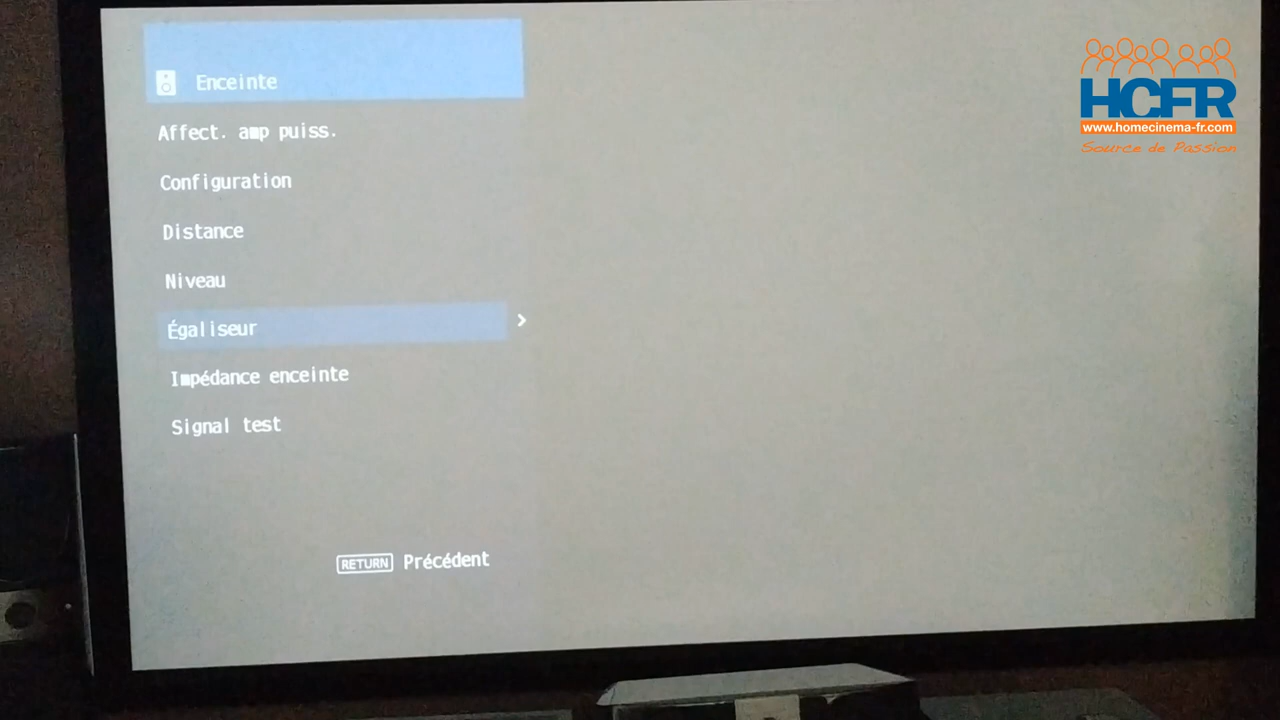 Enceinte
Affect. amp puiss.
Configuration
Distance
Niveau
Égaliseur
Impédance enceinte
Signal test
RETURN Précédent
HCFR
www.homecinema-fr.com
Source de Passion